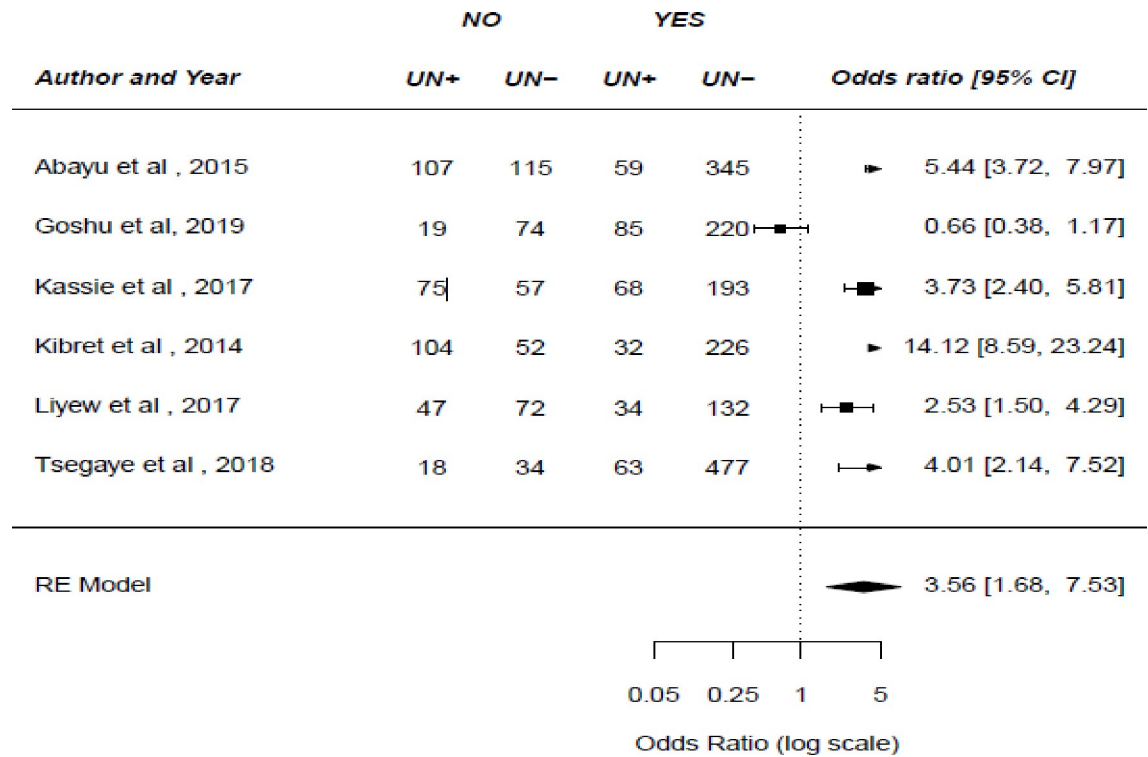 NO YES
Author and Year UN+ UN− UN+ UN− Odds ratio [95% CI]
Abayu et al , 2015 107 115 59 345 5.44 [3.72, 7.97]
Goshu et al, 2019 19 74 85 220 0.66 [0.38, 1.17]
Kassie et al , 2017 75 57 68 193 3.73 [2.40, 5.81]
Kibret et al , 2014 104 52 32 226 14.12 [8.59, 23.24]
Liyew et al , 2017 47 72 34 132 2.53 [1.50, 4.29]
Tsegaye et al , 2018 18 34 63 477 4.01 [2.14, 7.52]
RE Model 3.56 [1.68, 7.53]
0.05 0.25 1 5
Odds Ratio (log scale)